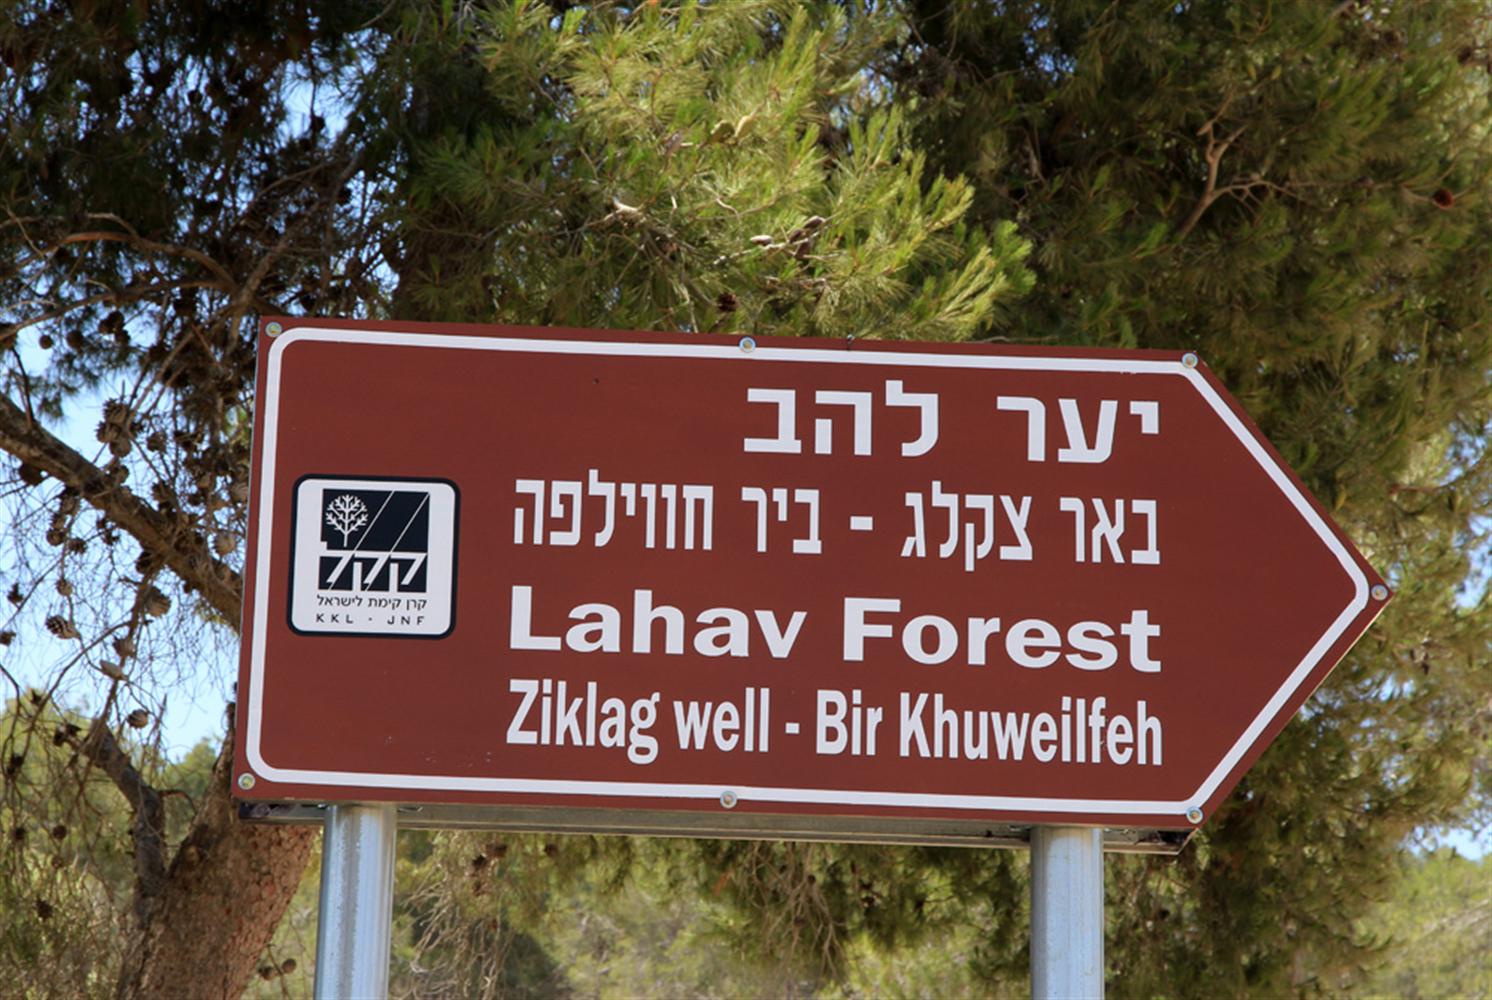 יער להב
באר צקלג - ביר חווילפה
Lahav Forest
Ziklag well - Bir Khuweilfeh
קקל
קרן קימת לישראל
KKL - JNF